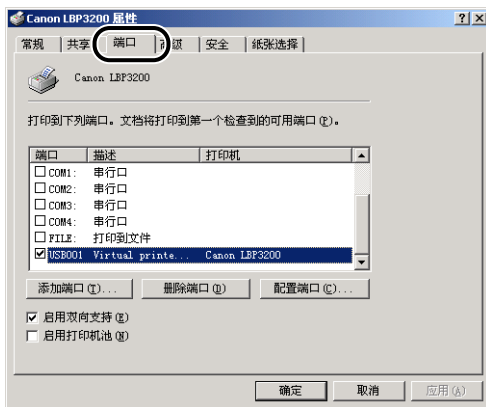 Canon LBP3200 属性
常规 共享 端口 高级 安全 纸张选择
Canon LBP3200
打印到下列端口。文档将打印到第一个检查到的可用端口(P)。
端口 描述 打印机
COM1: 串行口
COM2: 串行口
COM3: 串行口
COM4: 串行口
FILE: 打印到文件
USB001 Virtual printe... Canon LBP3200
添加端口(T)... 删除端口(D) 配置端口(C)...
启用双向支持(E)
启用打印机池(N)
确定 取消 应用(A)